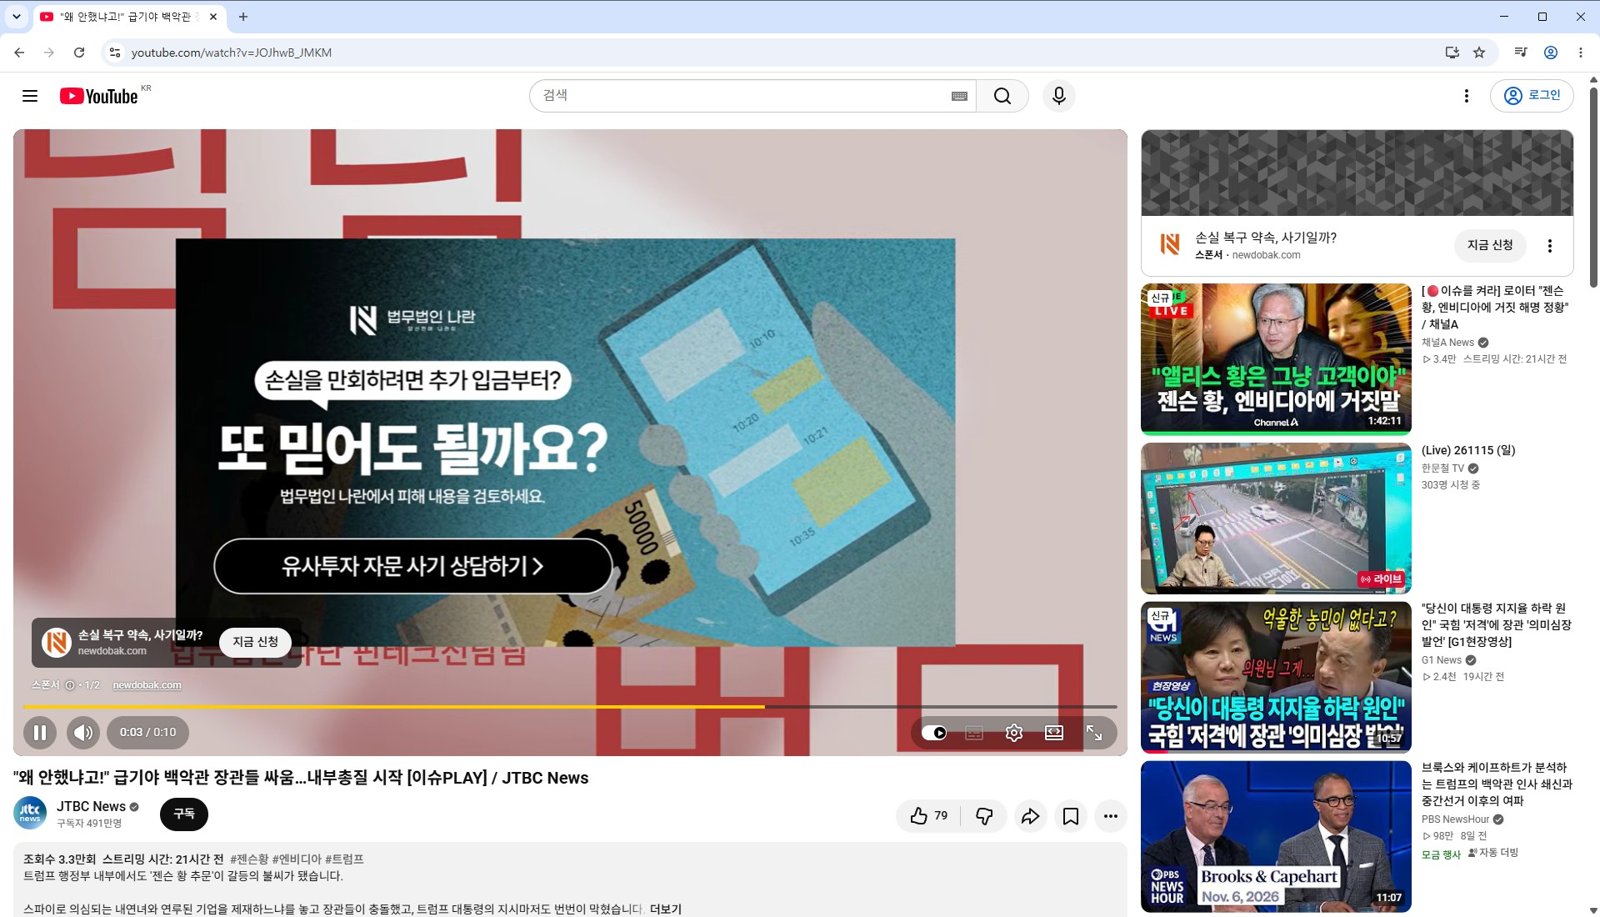 "왜 안했냐고!" 급기야 백악관
youtube.com/watch?v=JOJhwB_JMKM
YouTube KR
검색
로그인
법무법인 나란
손실을 만회하려면 추가 입금부터?
또 믿어도 될까요?
법무법인 나란에서 피해 내용을 검토하세요.
유사투자 자문 사기 상담하기 >
10:10
10:20
10:21
10:35
50000
손실 복구 약속, 사기일까?
newdobak.com
지금 신청
스폰서 · 1/2 newdobak.com
0:03 / 0:10
"왜 안했냐고!" 급기야 백악관 장관들 싸움…내부총질 시작 [이슈PLAY] / JTBC News
jtbc news
JTBC News
구독자 491만명
구독
79
조회수 3.3만회 스트리밍 시간: 21시간 전 #젠슨황 #엔비디아 #트럼프
트럼프 행정부 내부에서도 '젠슨 황 추문'이 갈등의 불씨가 됐습니다.
스파이로 의심되는 내연녀와 연루된 기업을 제재하느냐를 놓고 장관들이 충돌했고, 트럼프 대통령의 지시마저도 번번이 막혔습니다. 더보기
손실 복구 약속, 사기일까?
스폰서 · newdobak.com
지금 신청
신규
LIVE
"앨리스 황은 그냥 고객이야"
젠슨 황, 엔비디아에 거짓말
Channel A
1:42:11
[🔴이슈를 켜라] 로이터 "젠슨
황, 엔비디아에 거짓 해명 정황"
/ 채널A
채널A News
3.4만 스트리밍 시간: 21시간 전
라이브
(Live) 261115 (일)
한문철 TV
303명 시청 중
신규
G1 NEWS
억울한 농민이 없다고?
의원님 그게...
현장영상
"당신이 대통령 지지율 하락 원인"
국힘 '저격'에 장관 '의미심장 발언'
10:57
"당신이 대통령 지지율 하락 원
인" 국힘 '저격'에 장관 '의미심장
발언' [G1현장영상]
G1 News
2.4천 19시간 전
PBS NEWS HOUR
Brooks & Capehart
Nov. 6, 2026
11:07
브룩스와 케이프하트가 분석하
는 트럼프의 백악관 인사 쇄신과
중간선거 이후의 여파
PBS NewsHour
98만 8일 전
모금 행사 자동 더빙